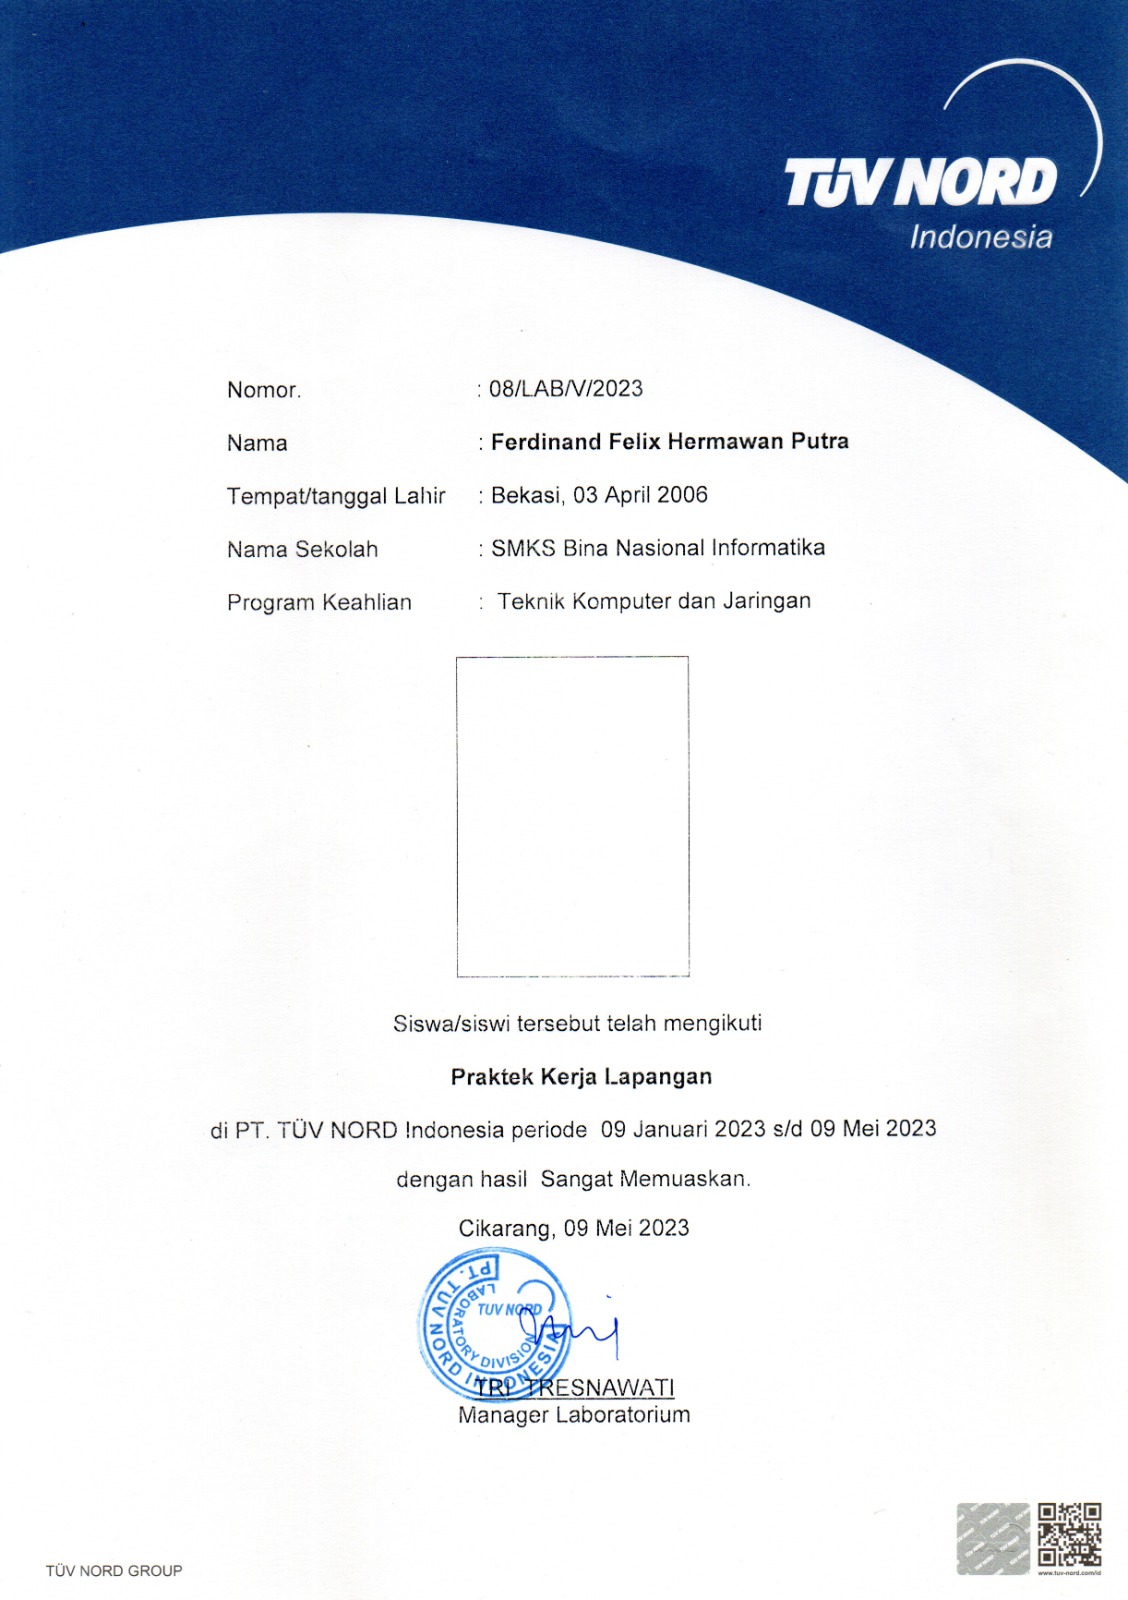 TÜV NORD
Indonesia
Nomor. : 08/LAB/V/2023
Nama : Ferdinand Felix Hermawan Putra
Tempat/tanggal Lahir : Bekasi, 03 April 2006
Nama Sekolah : SMKS Bina Nasional Informatika
Program Keahlian : Teknik Komputer dan Jaringan
Siswa/siswi tersebut telah mengikuti
Praktek Kerja Lapangan
di PT. TÜV NORD Indonesia periode 09 Januari 2023 s/d 09 Mei 2023
dengan hasil Sangat Memuaskan.
Cikarang, 09 Mei 2023
PT. TUV NORD INDONESIA
LABORATORY DIVISION
TUV NORD
TRI TRESNAWATI
Manager Laboratorium
TÜV NORD GROUP
www.tuv-nord.com/id